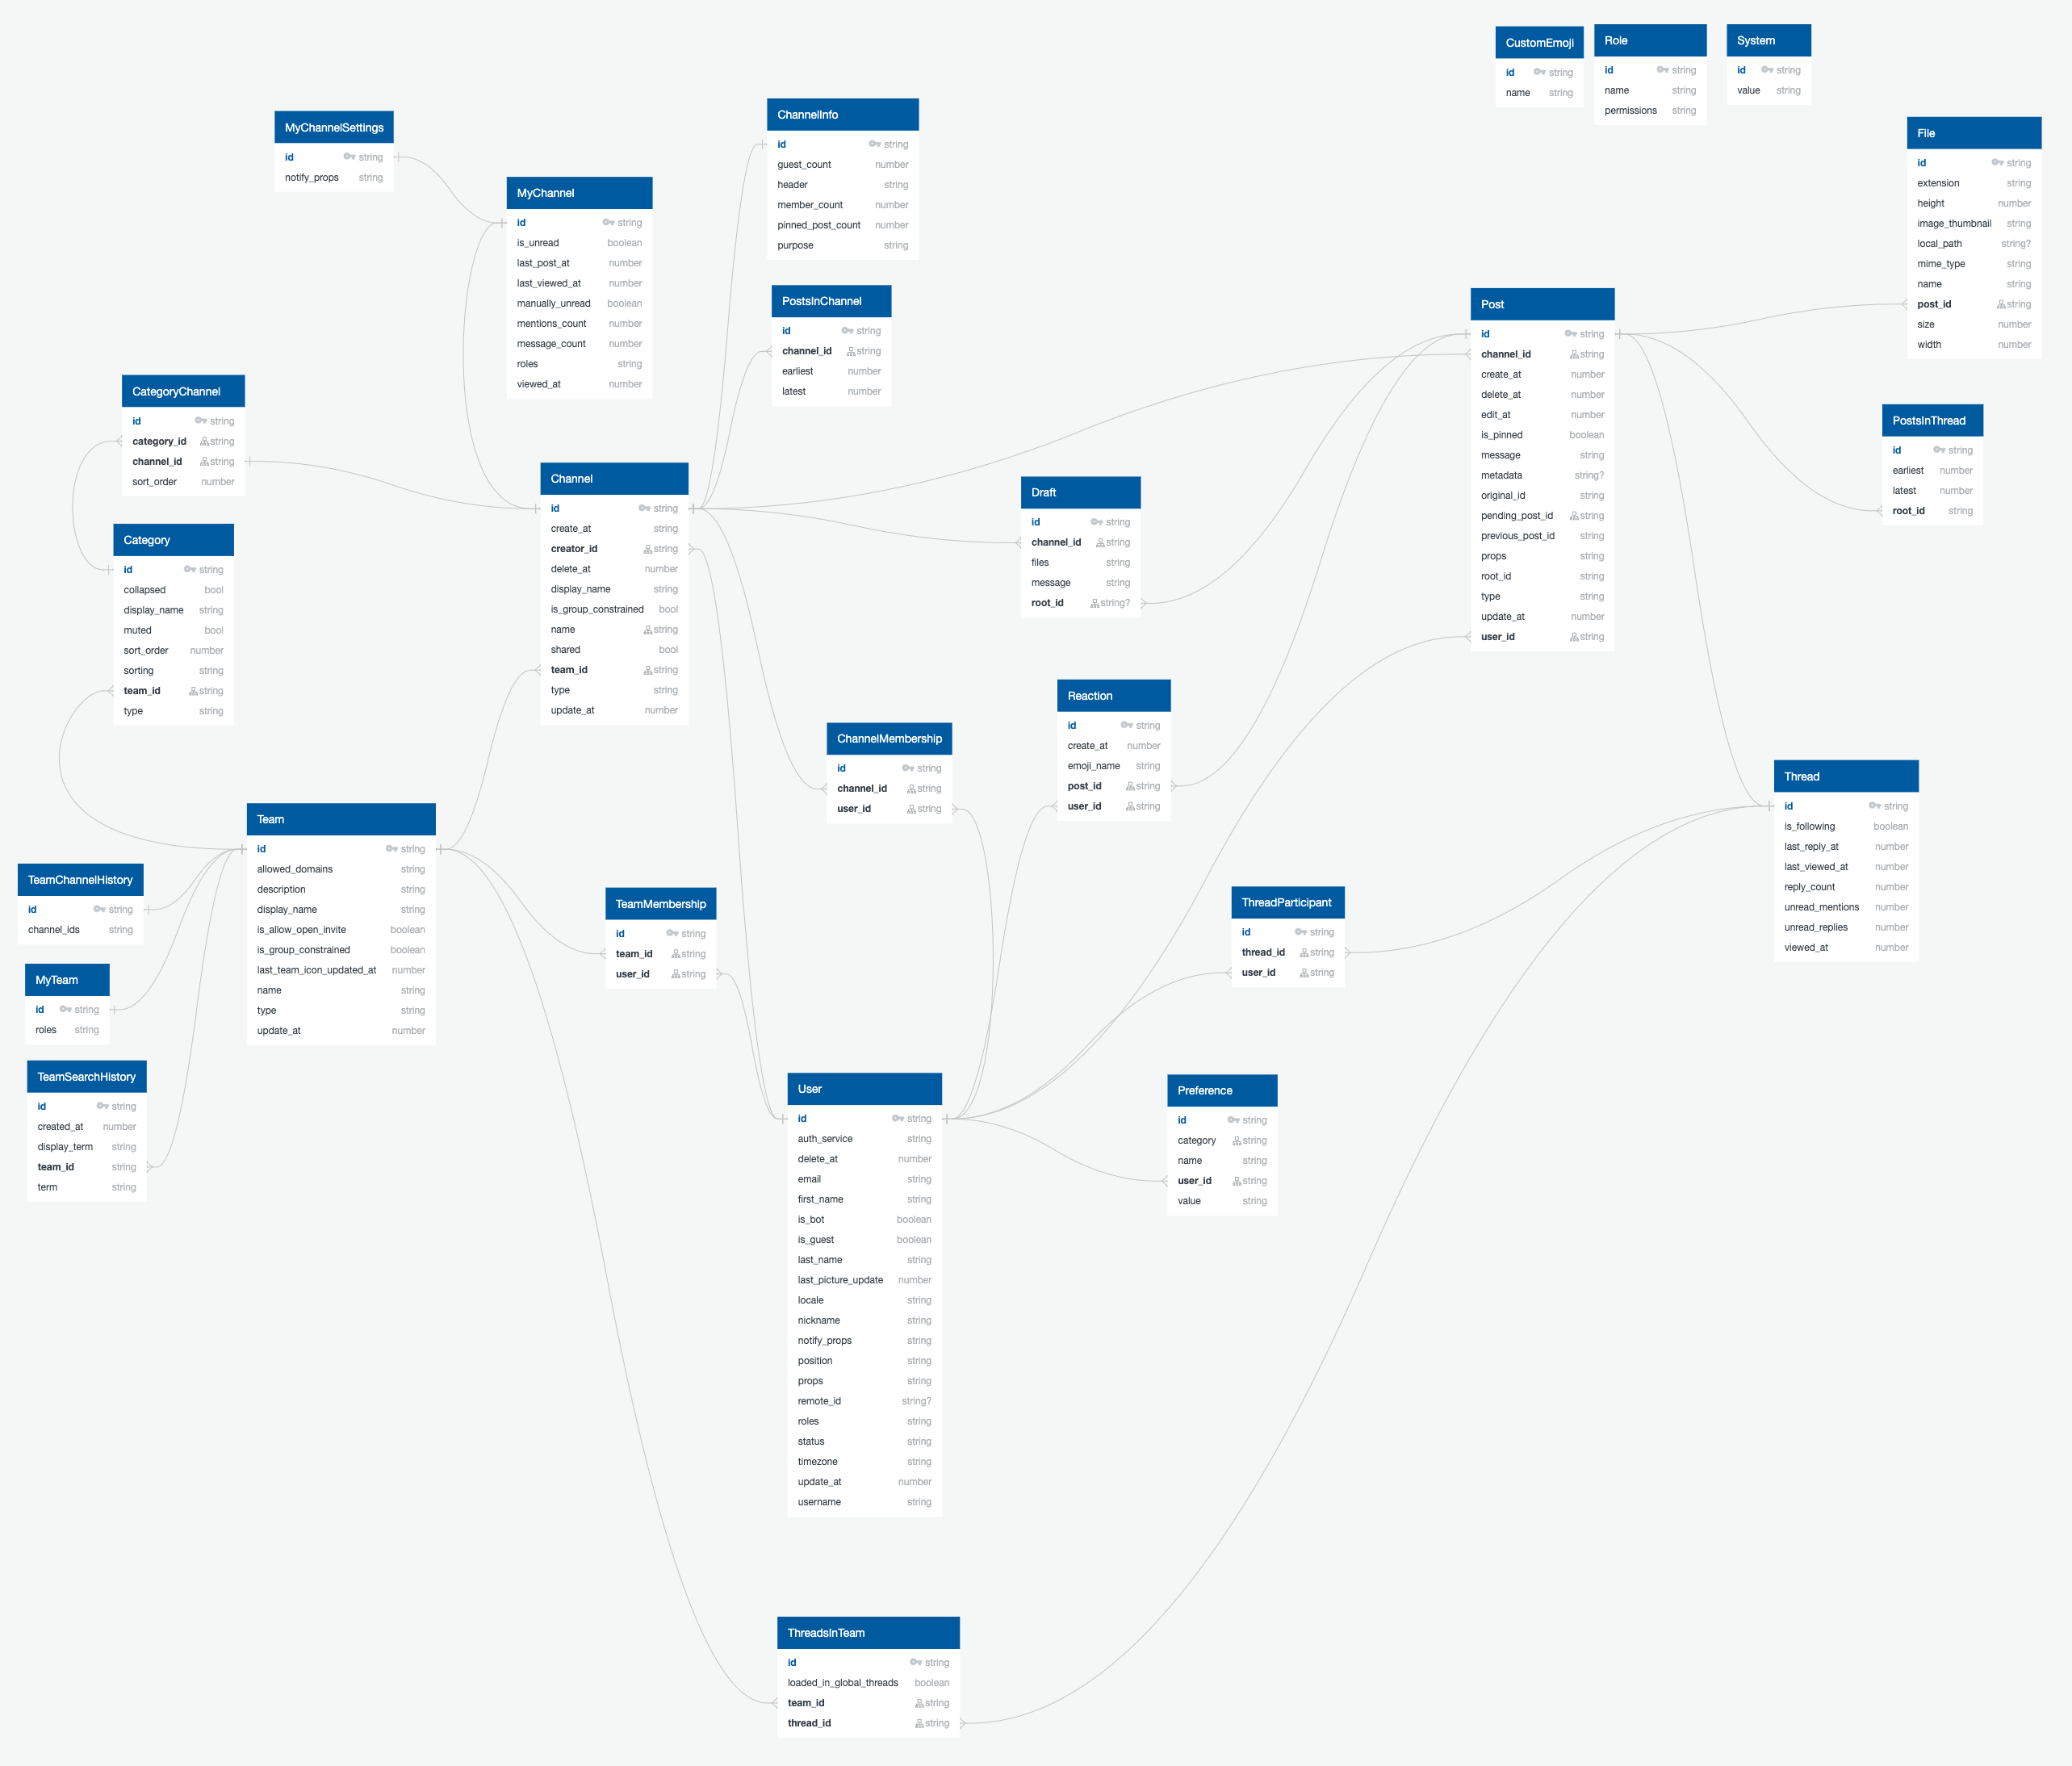 CustomEmoji
id string
name string
Role
id string
name string
permissions string
System
id string
value string
MyChannelSettings
id string
notify_props string
ChannelInfo
id string
guest_count number
header string
member_count number
pinned_post_count number
purpose string
File
id string
extension string
height number
image_thumbnail string
local_path string?
mime_type string
name string
post_id string
size number
width number
MyChannel
id string
is_unread boolean
last_post_at number
last_viewed_at number
manually_unread boolean
mentions_count number
message_count number
roles string
viewed_at number
PostsInChannel
id string
channel_id string
earliest number
latest number
Post
id string
channel_id string
create_at number
delete_at number
edit_at number
is_pinned boolean
message string
metadata string?
original_id string
pending_post_id string
previous_post_id string
props string
root_id string
type string
update_at number
user_id string
CategoryChannel
id string
category_id string
channel_id string
sort_order number
PostsInThread
id string
earliest number
latest number
root_id string
Channel
id string
create_at string
creator_id string
delete_at number
display_name string
is_group_constrained bool
name string
shared bool
team_id string
type string
update_at number
Draft
id string
channel_id string
files string
message string
root_id string?
Category
id string
collapsed bool
display_name string
muted bool
sort_order number
sorting string
team_id string
type string
Reaction
id string
create_at number
emoji_name string
post_id string
user_id string
ChannelMembership
id string
channel_id string
user_id string
Thread
id string
is_following boolean
last_reply_at number
last_viewed_at number
reply_count number
unread_mentions number
unread_replies number
viewed_at number
Team
id string
allowed_domains string
description string
display_name string
is_allow_open_invite boolean
is_group_constrained boolean
last_team_icon_updated_at number
name string
type string
update_at number
TeamChannelHistory
id string
channel_ids string
TeamMembership
id string
team_id string
user_id string
ThreadParticipant
id string
thread_id string
user_id string
MyTeam
id string
roles string
TeamSearchHistory
id string
created_at number
display_term string
team_id string
term string
User
id string
auth_service string
delete_at number
email string
first_name string
is_bot boolean
is_guest boolean
last_name string
last_picture_update number
locale string
nickname string
notify_props string
position string
props string
remote_id string?
roles string
status string
timezone string
update_at number
username string
Preference
id string
category string
name string
user_id string
value string
ThreadsInTeam
id string
loaded_in_global_threads boolean
team_id string
thread_id string